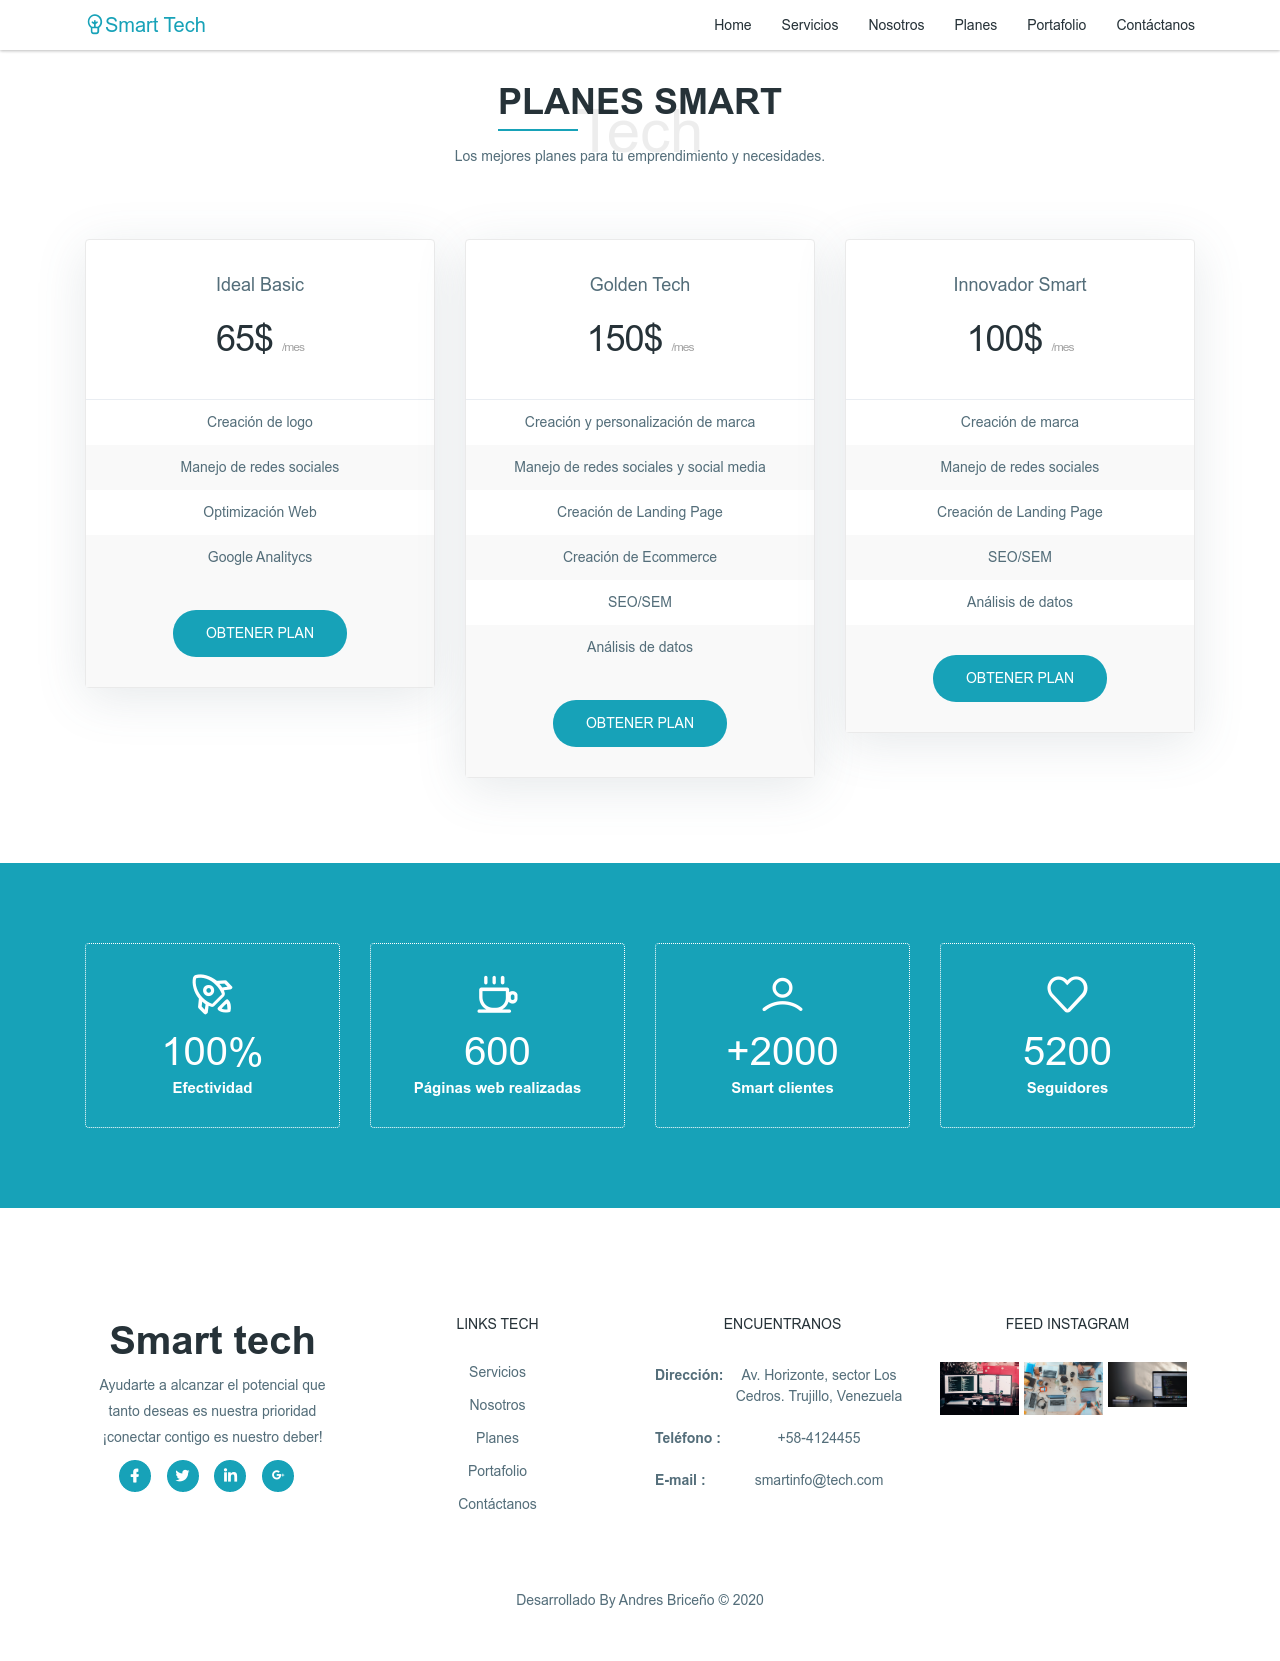 Smart Tech
Home
Servicios
Nosotros
Planes
Portafolio
Contáctanos
PLANES SMART
Tech
Los mejores planes para tu emprendimiento y necesidades.
Ideal Basic
65$ /mes
Creación de logo
Manejo de redes sociales
Optimización Web
Google Analitycs
OBTENER PLAN
Golden Tech
150$ /mes
Creación y personalización de marca
Manejo de redes sociales y social media
Creación de Landing Page
Creación de Ecommerce
SEO/SEM
Análisis de datos
OBTENER PLAN
Innovador Smart
100$ /mes
Creación de marca
Manejo de redes sociales
Creación de Landing Page
SEO/SEM
Análisis de datos
OBTENER PLAN
100%
Efectividad
600
Páginas web realizadas
+2000
Smart clientes
5200
Seguidores
Smart tech
Ayudarte a alcanzar el potencial que
tanto deseas es nuestra prioridad
¡conectar contigo es nuestro deber!
LINKS TECH
Servicios
Nosotros
Planes
Portafolio
Contáctanos
ENCUENTRANOS
Dirección: Av. Horizonte, sector Los
Cedros. Trujillo, Venezuela
Teléfono : +58-4124455
E-mail : smartinfo@tech.com
FEED INSTAGRAM
Desarrollado By Andres Briceño © 2020